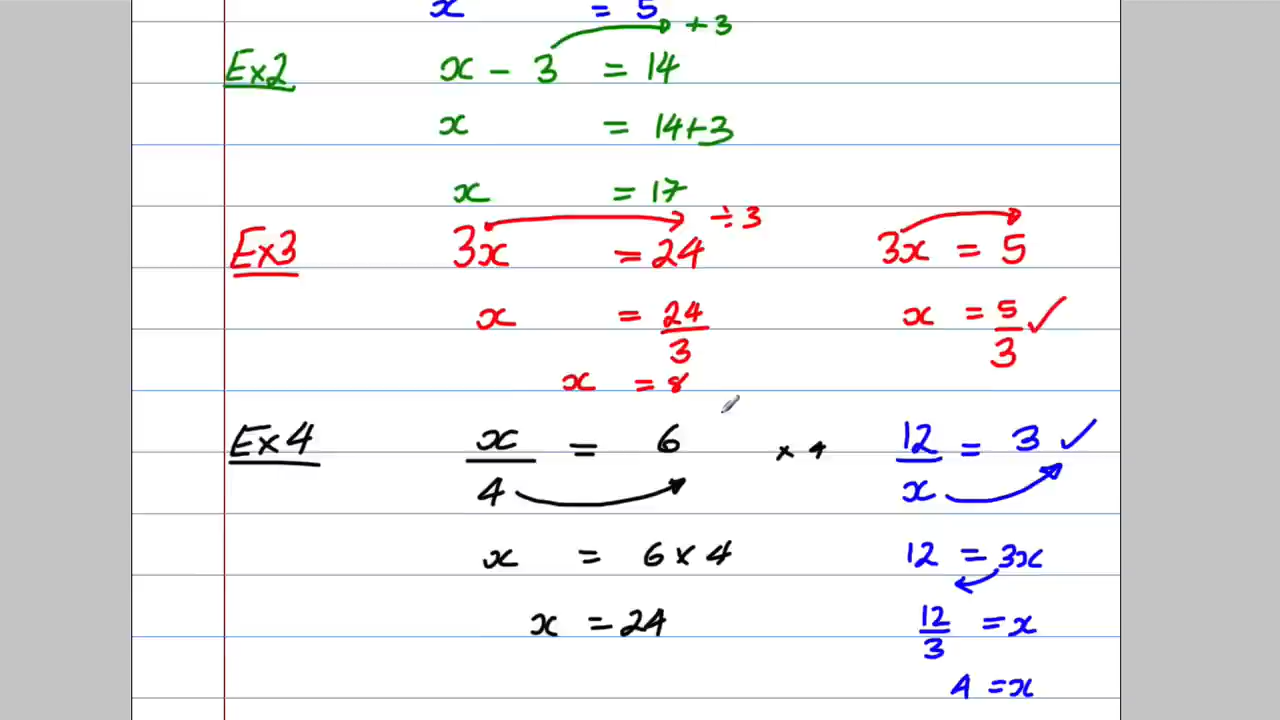 x = 5
+ 3
Ex2 x - 3 = 14
x = 14+3
x = 17
÷ 3
Ex3 3x = 24 3x = 5
x = 24/3 x = 5/3 ✓
x = 8
Ex4 x/4 = 6 × 4 12/x = 3 ✓
x = 6 × 4 12 = 3x
x = 24 12/3 = x
4 = x